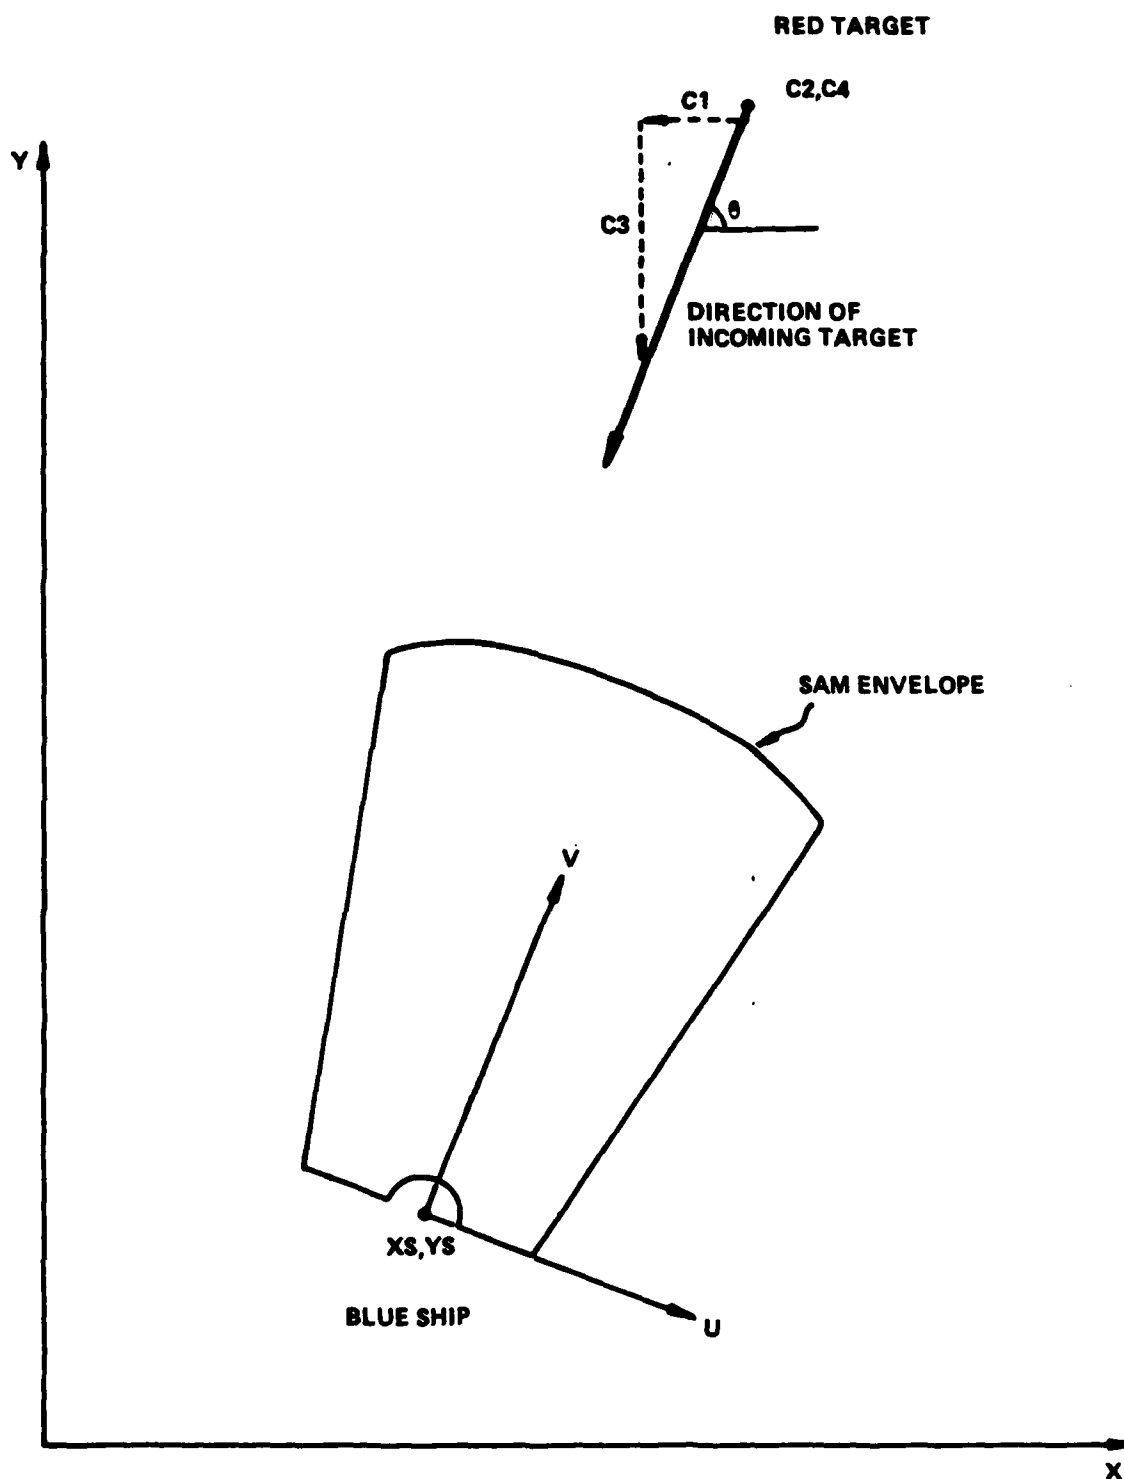 RED TARGET
C2,C4
C1
Y
θ
C3
DIRECTION OF
INCOMING TARGET
SAM ENVELOPE
V
XS,YS
BLUE SHIP
U
X